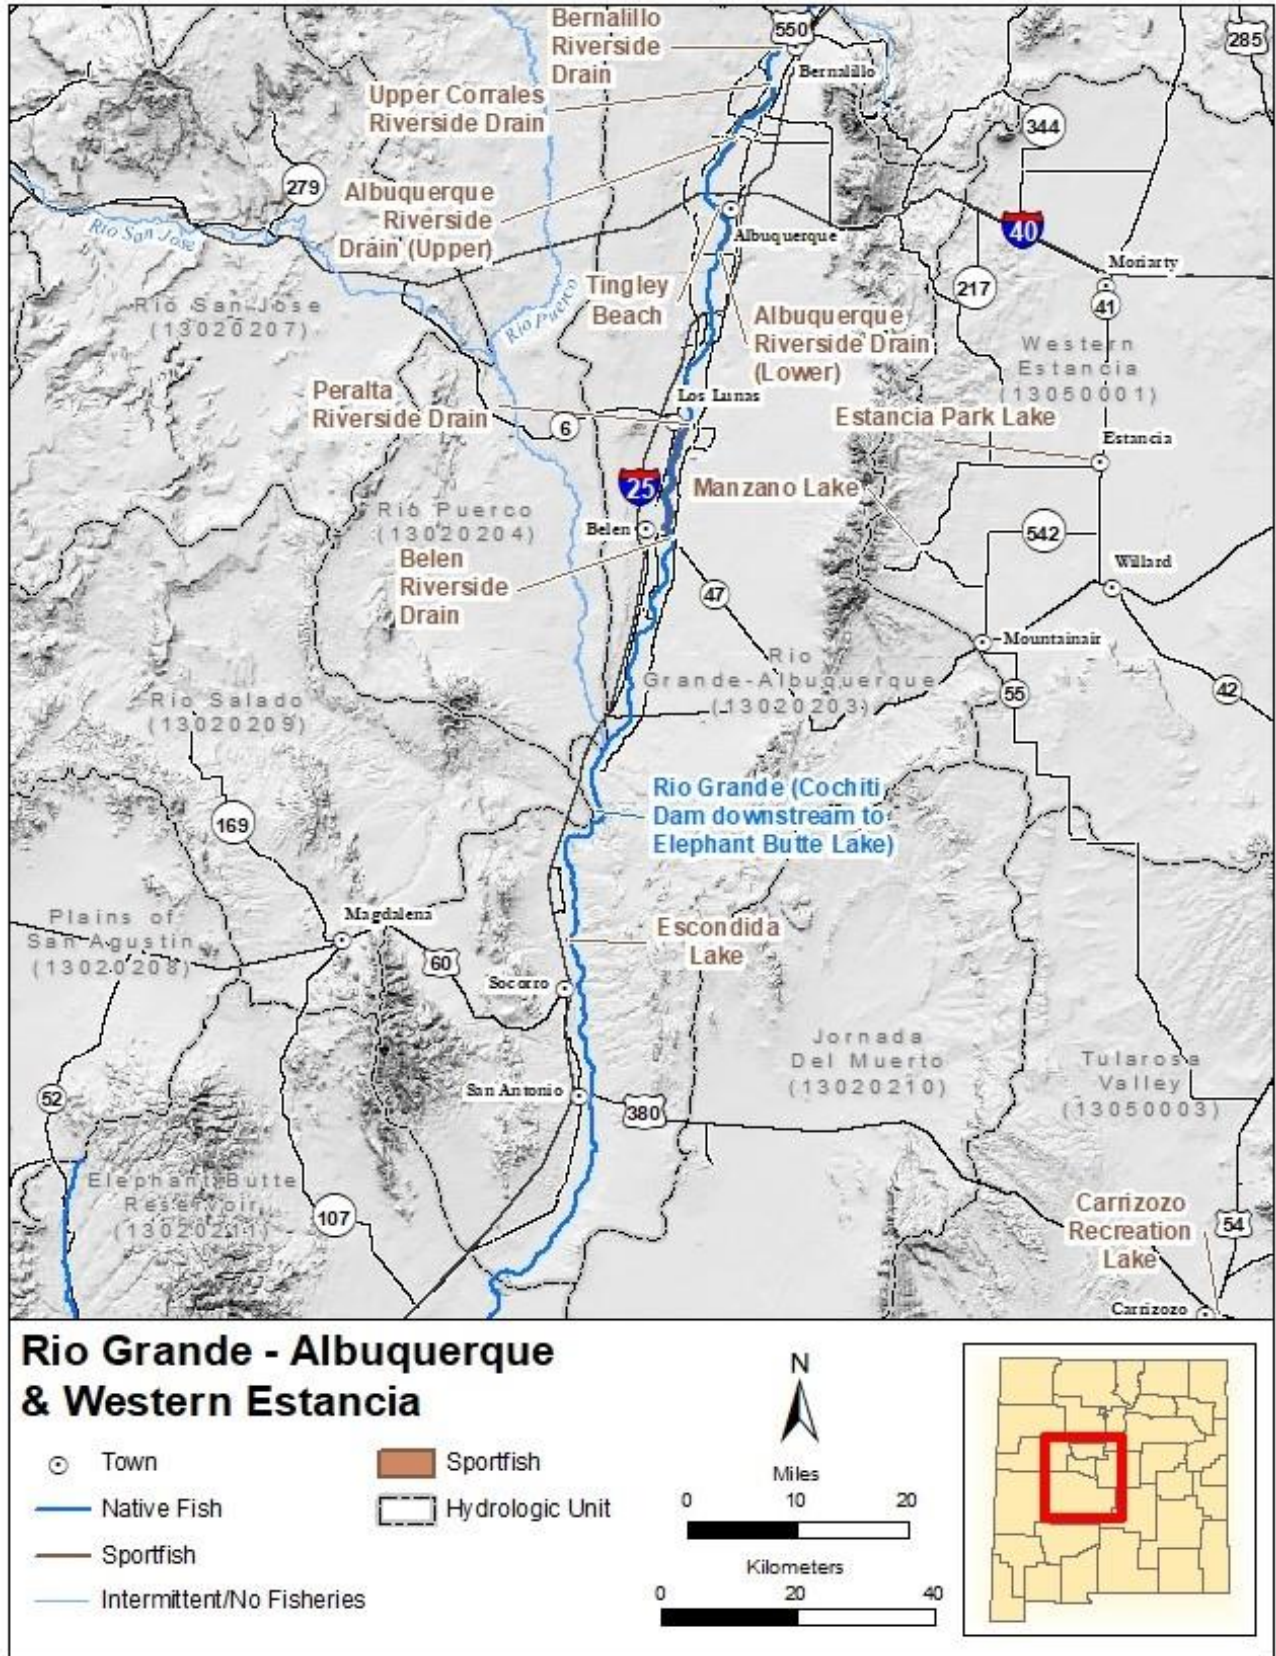 Bernalillo
Riverside
Drain
550
285
Bernalillo
Upper Corrales
Riverside Drain
344
279
Albuquerque
Riverside
Drain (Upper)
Rio San Jose
40
Albuquerque
Moriarty
Rio San Jose
(13020207)
Rio Puerco
Tingley
Beach
217
41
Albuquerque
Riverside Drain
(Lower)
Western
Estancia
(13050001)
Peralta
Riverside Drain
Los Lunas
6
Estancia Park Lake
Estancia
25
Manzano Lake
Rio Puerco
(13020204)
Belen
542
Belen
Riverside
Drain
47
Willard
Mountainair
Rio
Grande-Albuquerque
(13020203)
55
42
Rio Salado
(13020209)
Rio Grande (Cochiti
Dam downstream to
Elephant Butte Lake)
169
Plains of
San Agustin
(13020208)
Magdalena
60
Escondida
Lake
Socorro
Jornada
Del Muerto
(13020210)
Tularosa
Valley
(13050003)
52
San Antonio
380
Elephant Butte
Reservoir
(13020211)
107
Carrizozo
Recreation
Lake
54
Carrizozo
Rio Grande - Albuquerque
& Western Estancia
Town
Native Fish
Sportfish
Intermittent/No Fisheries
Sportfish
Hydrologic Unit
N
Miles
0 10 20
Kilometers
0 20 40